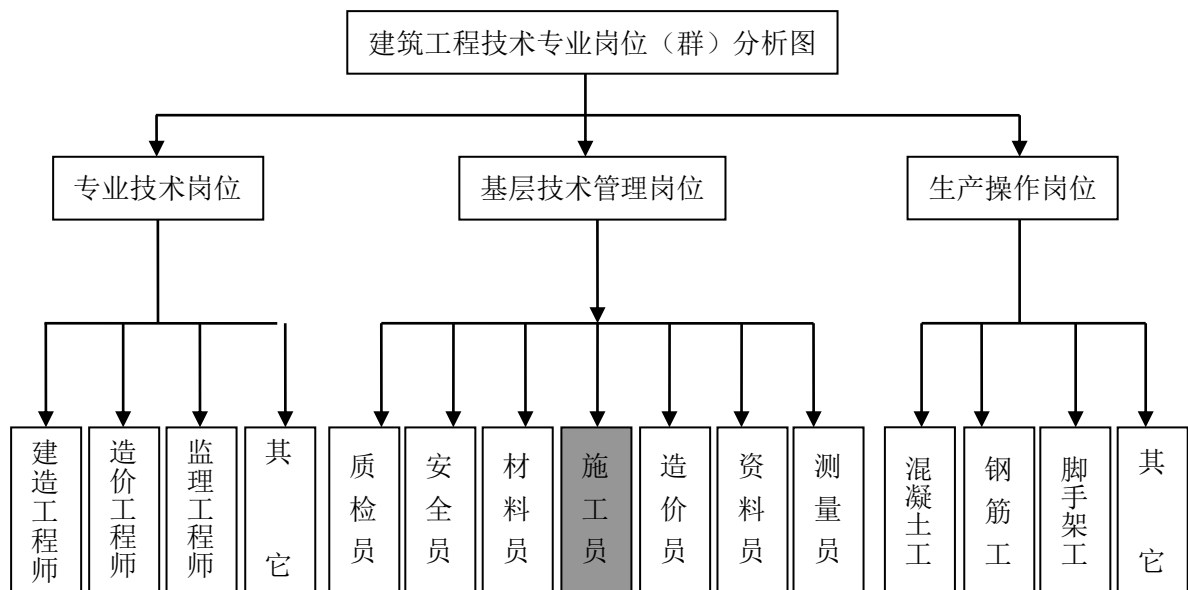 建筑工程技术专业岗位（群）分析图
专业技术岗位
基层技术管理岗位
生产操作岗位
建造工程师
造价工程师
监理工程师
其它
质检员
安全员
材料员
施工员
造价员
资料员
测量员
混凝土工
钢筋工
脚手架工
其它